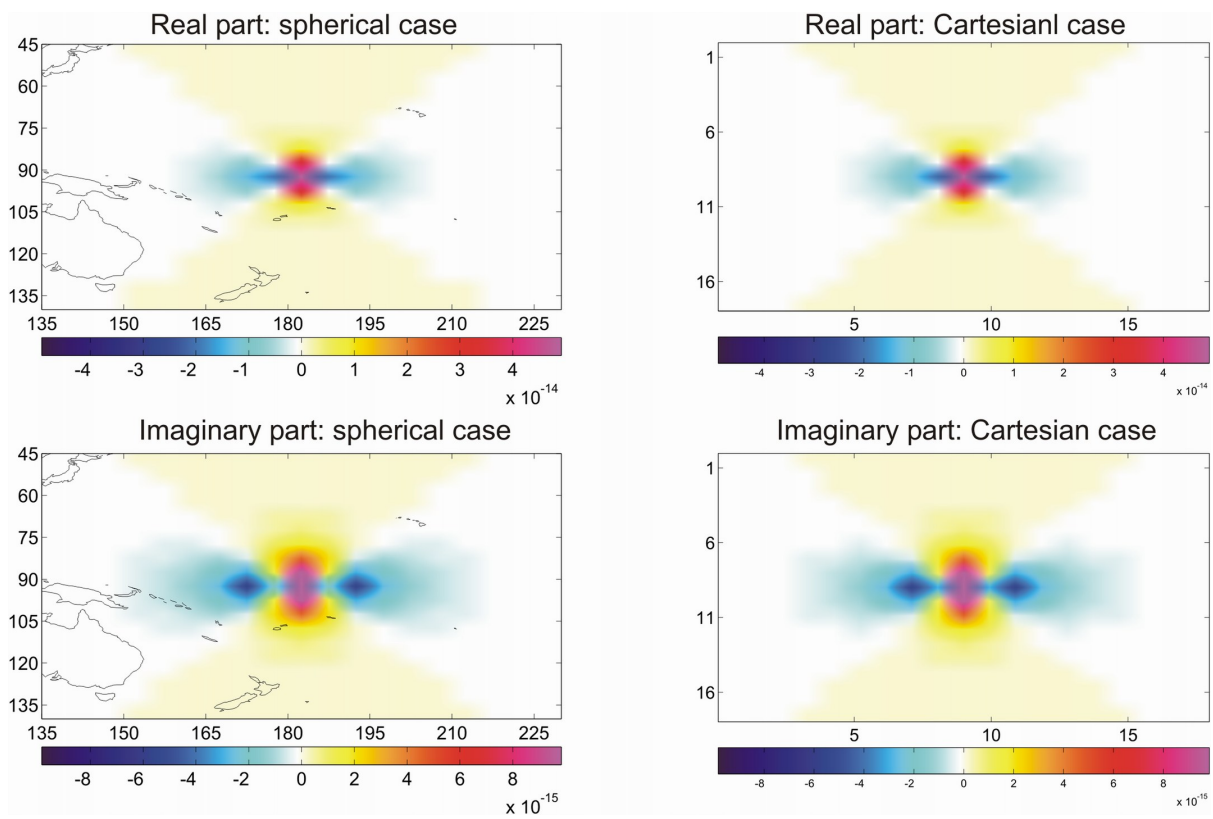 Real part: spherical case
45
60
75
90
105
120
135
135 150 165 180 195 210 225
-4 -3 -2 -1 0 1 2 3 4
x 10-14
Real part: Cartesianl case
1
6
11
16
5 10 15
-4 -3 -2 -1 0 1 2 3 4
x 10-14
Imaginary part: spherical case
45
60
75
90
105
120
135
135 150 165 180 195 210 225
-8 -6 -4 -2 0 2 4 6 8
x 10-15
Imaginary part: Cartesian case
1
6
11
16
5 10 15
-8 -6 -4 -2 0 2 4 6 8
x 10-15